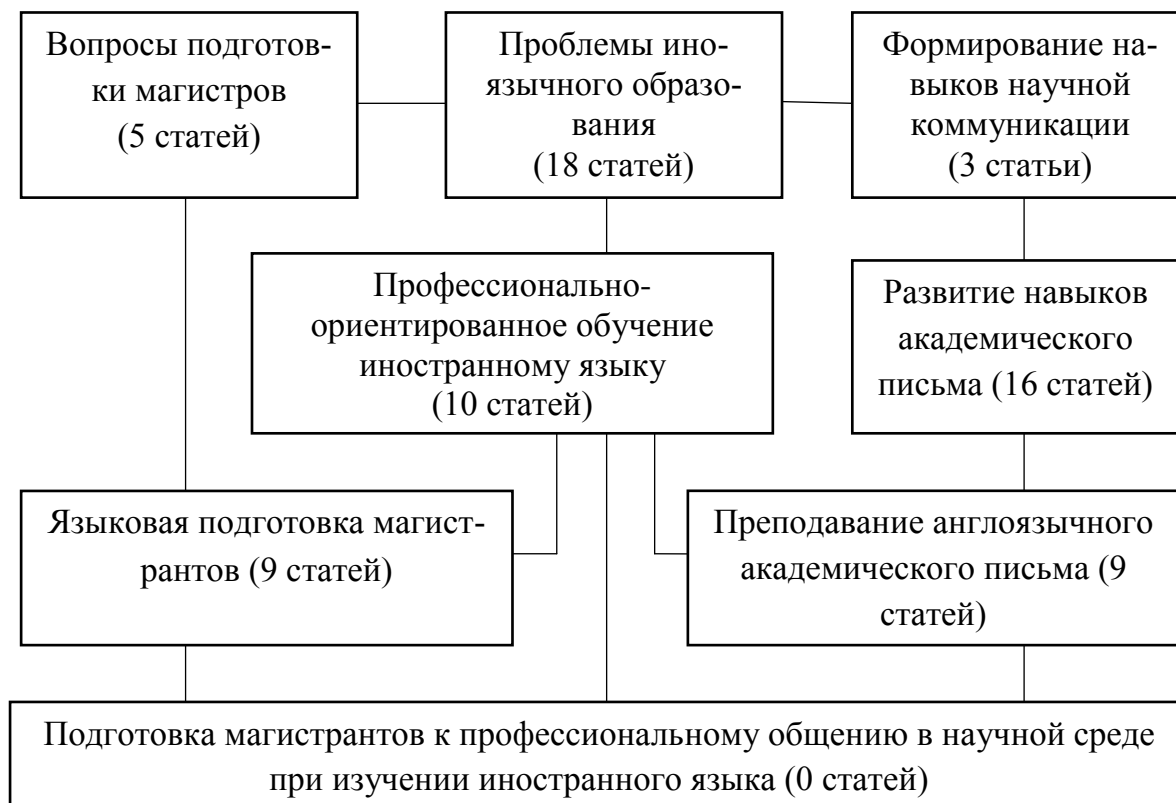 Вопросы подготов-
ки магистров
(5 статей)
Проблемы ино-
язычного образо-
вания
(18 статей)
Формирование на-
выков научной
коммуникации
(3 статьи)
Профессионально-
ориентированное обучение
иностранному языку
(10 статей)
Развитие навыков
академического
письма (16 статей)
Языковая подготовка магист-
рантов (9 статей)
Преподавание англоязычного
академического письма (9
статей)
Подготовка магистрантов к профессиональному общению в научной среде
при изучении иностранного языка (0 статей)